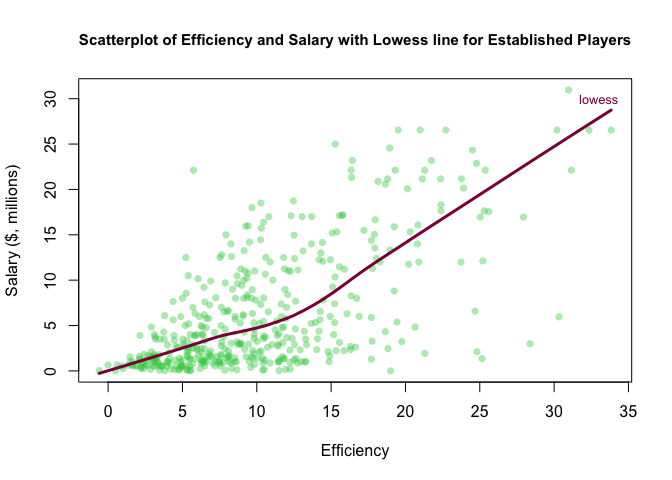 Scatterplot of Efficiency and Salary with Lowess line for Established Players
lowess
Salary ($, millions)
30
25
20
15
10
5
0
0 5 10 15 20 25 30 35
Efficiency